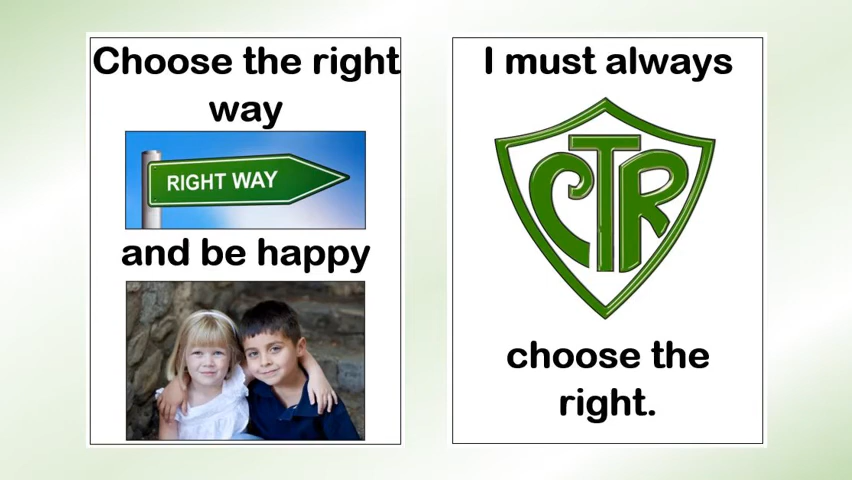 Choose the right
way
RIGHT WAY
and be happy
I must always
CTR
choose the
right.